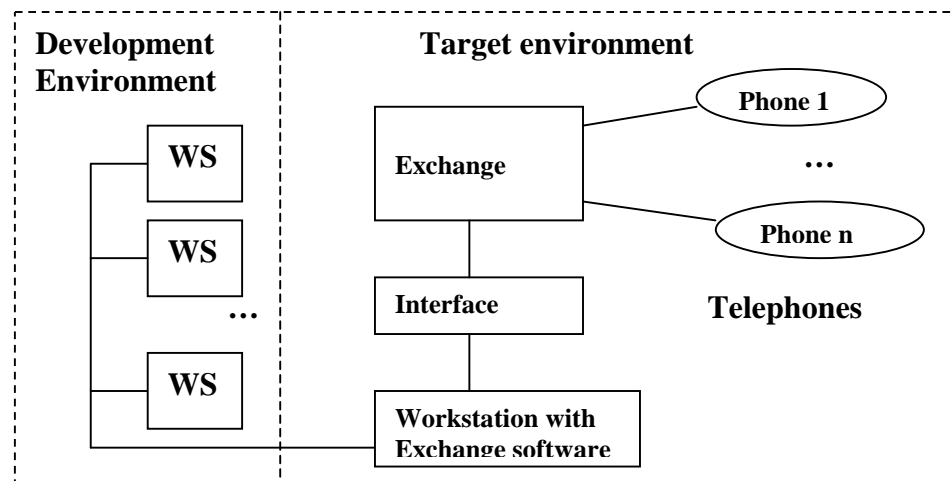 Development
Environment
WS
WS
...
WS
Target environment
Exchange
Phone 1
...
Phone n
Interface
Telephones
Workstation with
Exchange software